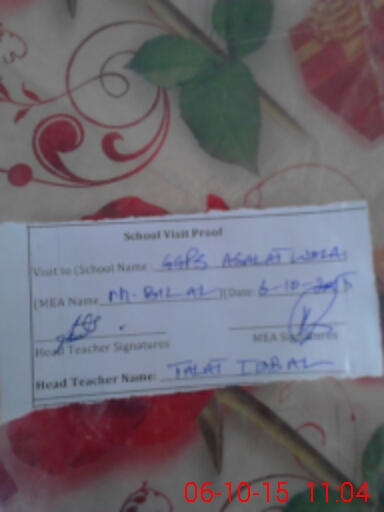 School Visit Proof
Visit to (School Name GGPS ASALAT WALA
(MEA Name M. BILAL )(Date: 6-10-2015
Head Teacher Signatures MEA Signatures
Head Teacher Name: TALAT IQBAL
06-10-15 11:04